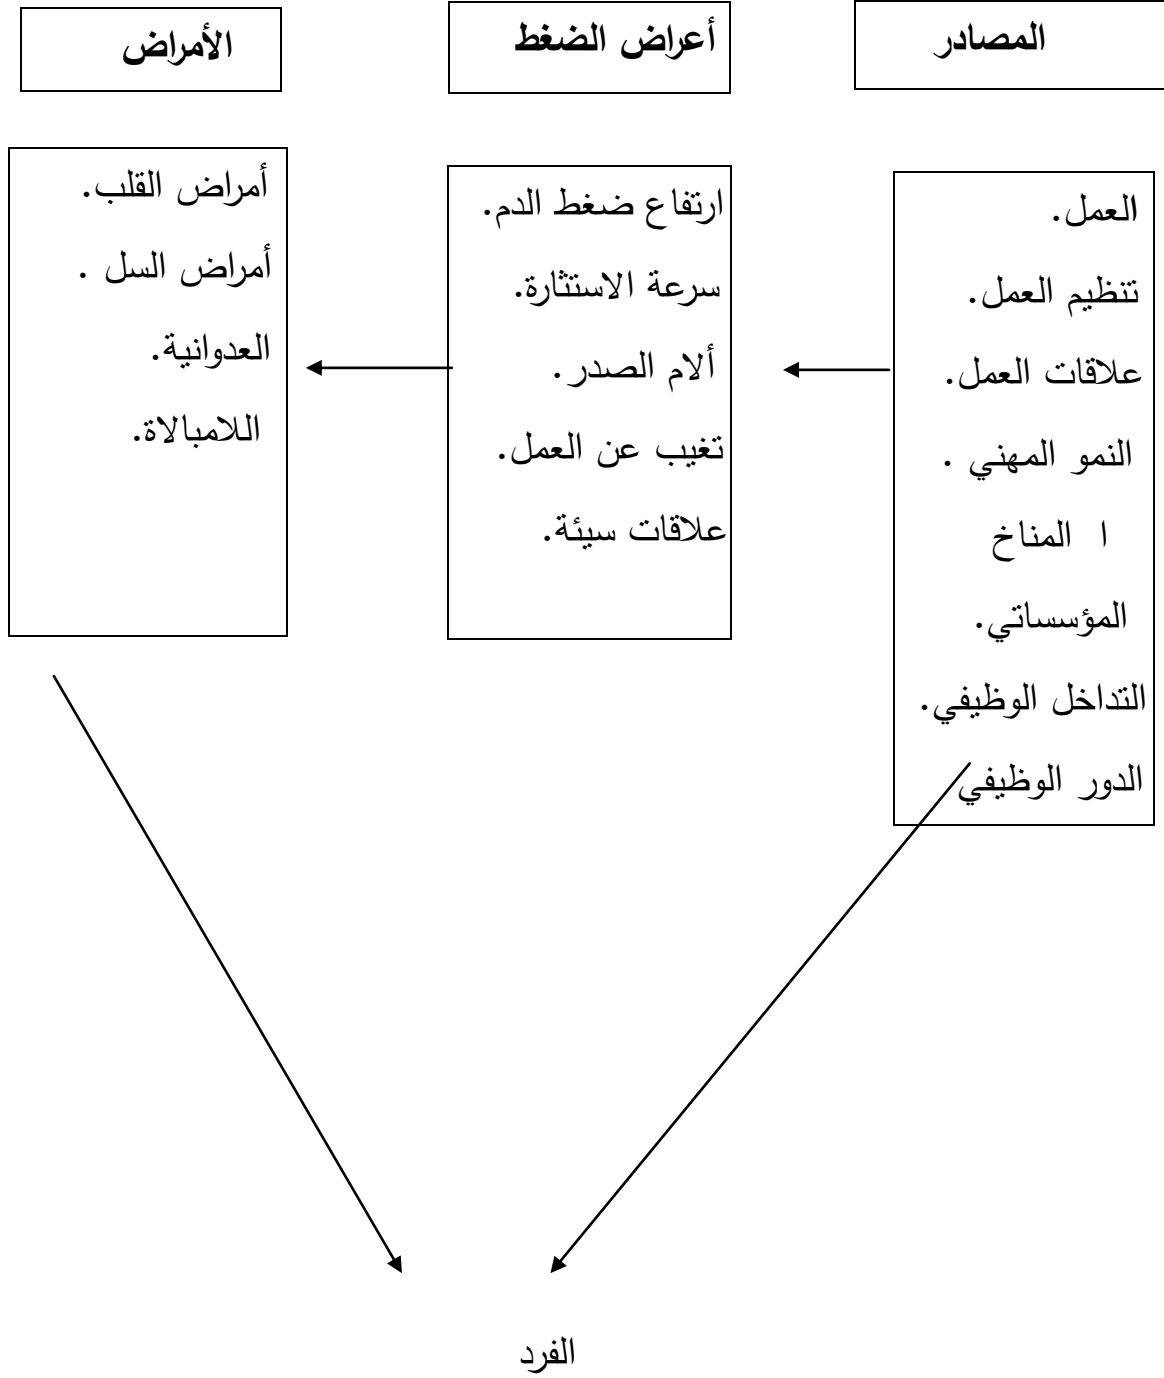 المصادر
أعراض الضغط
الأمراض
العمل.
تنظيم العمل.
علاقات العمل.
النمو المهني .
ا المناخ
المؤسساتي.
التداخل الوظيفي.
الدور الوظيفي
ارتفاع ضغط الدم.
سرعة الاستثارة.
ألام الصدر .
تغيب عن العمل.
علاقات سيئة.
أمراض القلب.
أمراض السل .
العدوانية.
اللامبالاة.
الفرد